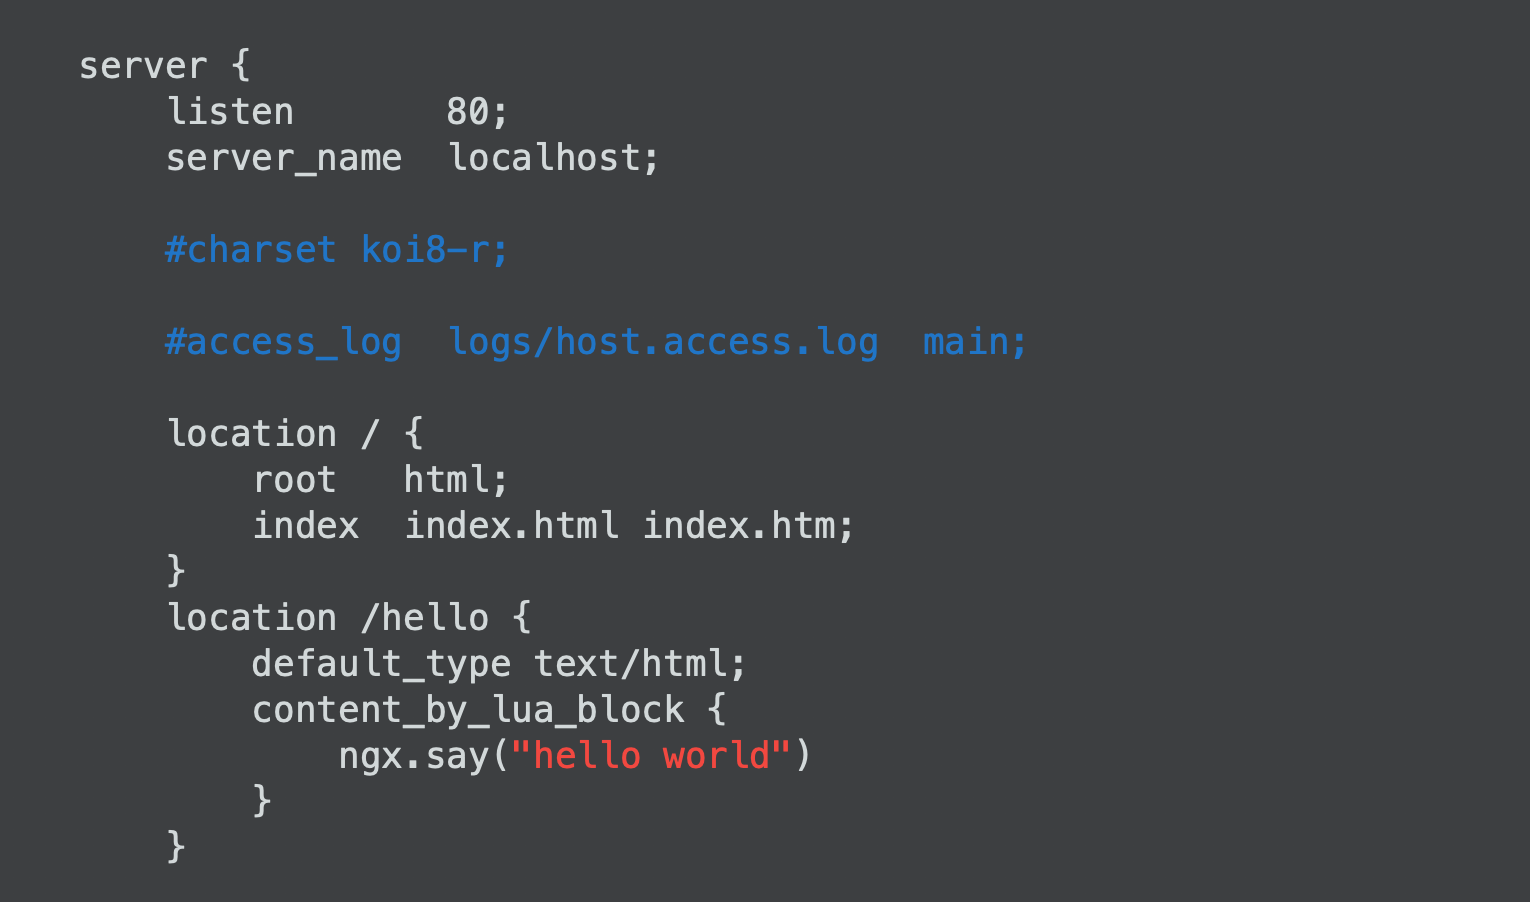 server {
    listen       80;
    server_name  localhost;

    #charset koi8-r;

    #access_log  logs/host.access.log  main;

    location / {
        root   html;
        index  index.html index.htm;
    }
    location /hello {
        default_type text/html;
        content_by_lua_block {
            ngx.say("hello world")
        }
    }